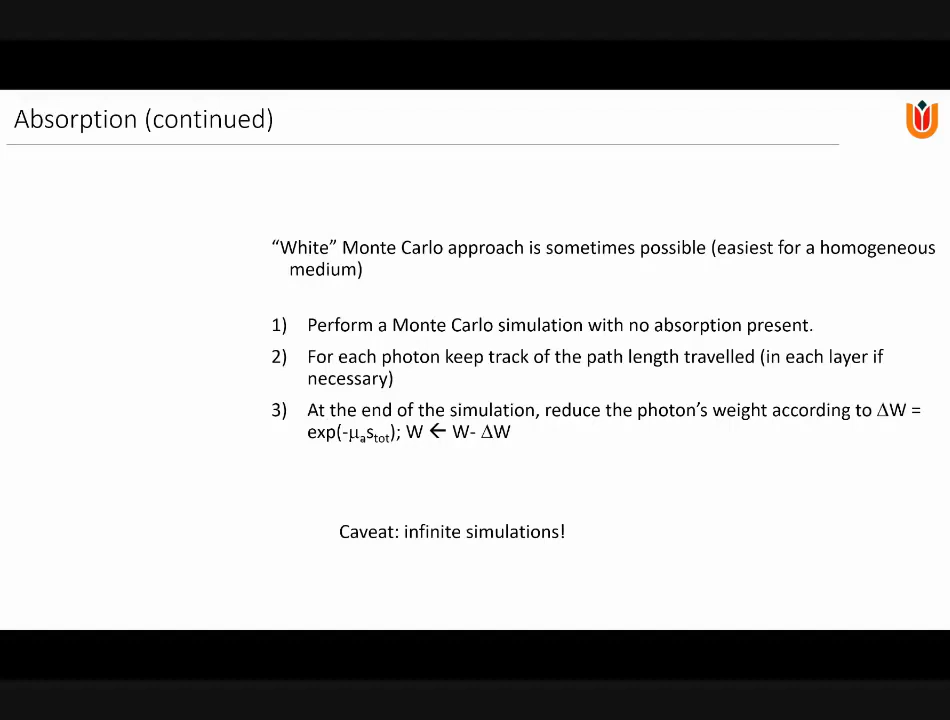 Absorption (continued)
“White” Monte Carlo approach is sometimes possible (easiest for a homogeneous
medium)
1) Perform a Monte Carlo simulation with no absorption present.
2) For each photon keep track of the path length travelled (in each layer if
necessary)
3) At the end of the simulation, reduce the photon’s weight according to ΔW =
exp(-μₐsₜₒₜ); W ← W- ΔW
Caveat: infinite simulations!